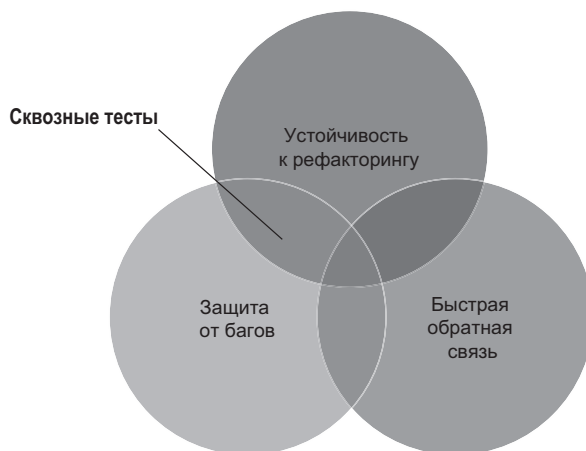 Сквозные тесты
Устойчивость
к рефакторингу
Защита
от багов
Быстрая
обратная
связь